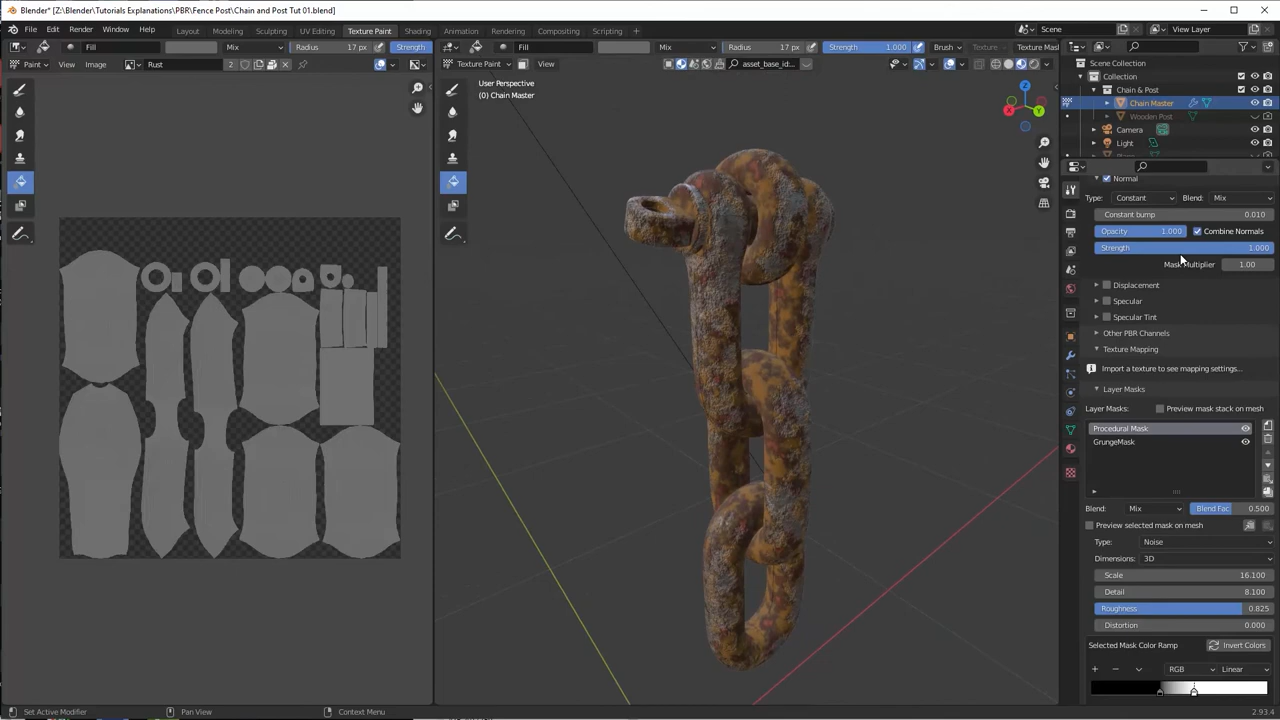 Blender* [Z:\Blender\Tutorials Explanations\PBR\Fence Post\Chain and Post Tut 01.blend]
File Edit Render Window Help Layout Modeling Sculpting UV Editing Texture Paint Shading Animation Rendering Compositing Scripting + Scene View Layer
Fill Mix Radius 17 px Strength Fill Mix Radius 17 px Strength 1.000 Brush Texture Texture Mask
Paint View Image Rust 2 Texture Paint View asset_base_id:... Scene Collection
Collection
User Perspective
(0) Chain Master
Chain & Post
Chain Master
Wooden Post
Camera
Light
Normal
Type: Constant Blend: Mix
Constant bump 0.010
Opacity 1.000 Combine Normals
Strength 1.000
Mask Multiplier 1.00
Displacement
Specular
Specular Tint
Other PBR Channels
Texture Mapping
Import a texture to see mapping settings...
Layer Masks
Layer Masks: Preview mask stack on mesh
Procedural Mask
GrungeMask
Blend: Mix Blend Fac 0.500
Preview selected mask on mesh
Type: Noise
Dimensions: 3D
Scale 16.100
Detail 8.100
Roughness 0.825
Distortion 0.000
Selected Mask Color Ramp Invert Colors
RGB Linear
Set Active Modifier Pan View Context Menu 2.93.4